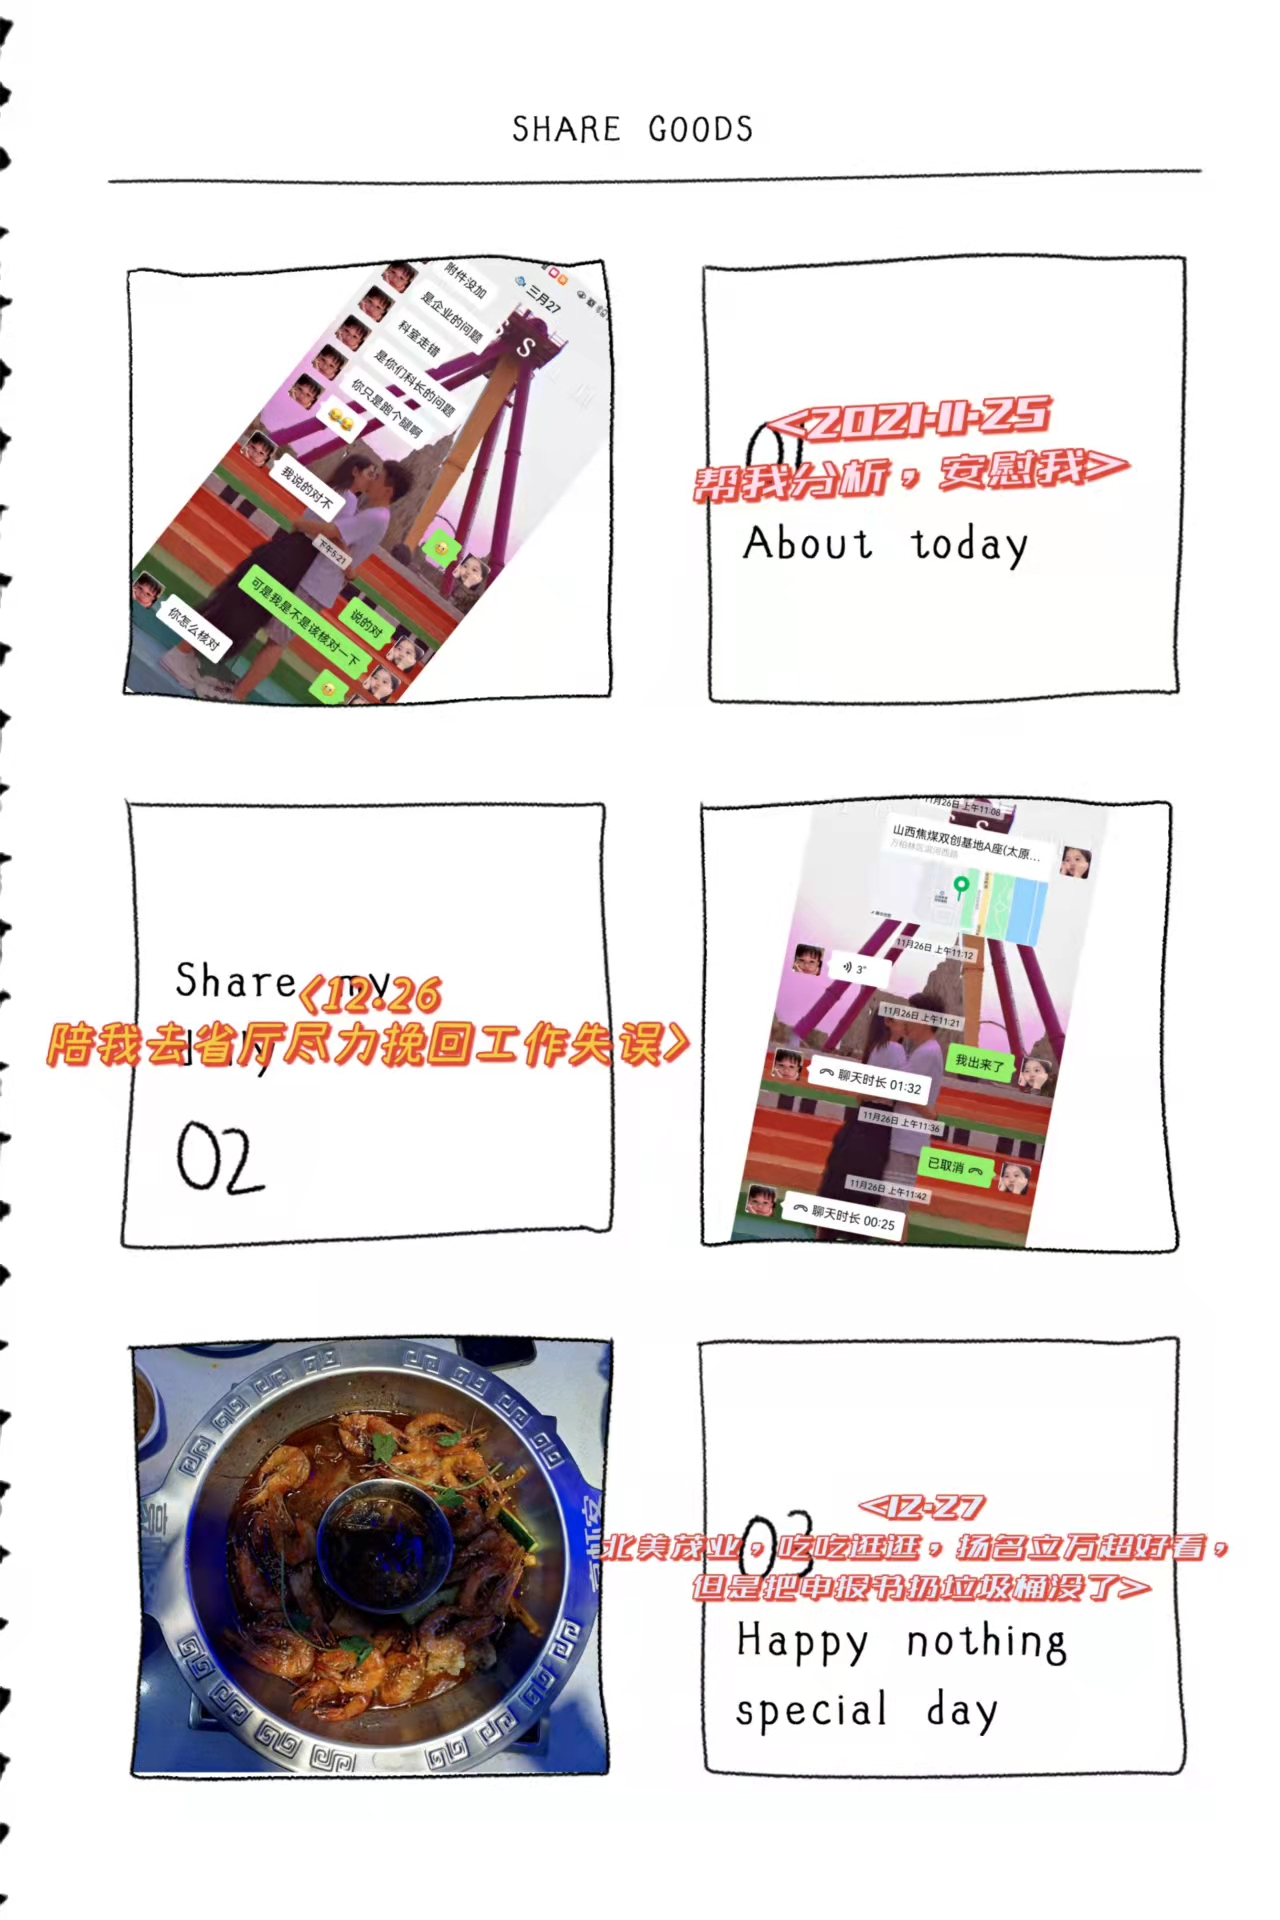 SHARE GOODS
三月27
附件没加
是企业的问题
科室走错
是你们科长的问题
你只是跑个腿啊
我说的对不
下午5:21
说的对
可是我是不是该核对一下
你怎么核对
<2021-11-25
01
帮我分析，安慰我>
About today
Share my
<12.26
陪我去省厅尽力挽回工作失误>
02
11月26日 上午11:08
山西焦煤双创基地A座(太原...
万柏林区滨河西路
11月26日 上午11:12
3"
11月26日 上午11:21
我出来了
聊天时长 01:32
11月26日 上午11:36
已取消
11月26日 上午11:42
聊天时长 00:25
<12-27
03
北美茂业，吃吃逛逛，扬名立万超好看，
但是把申报书扔垃圾桶没了>
Happy nothing
special day